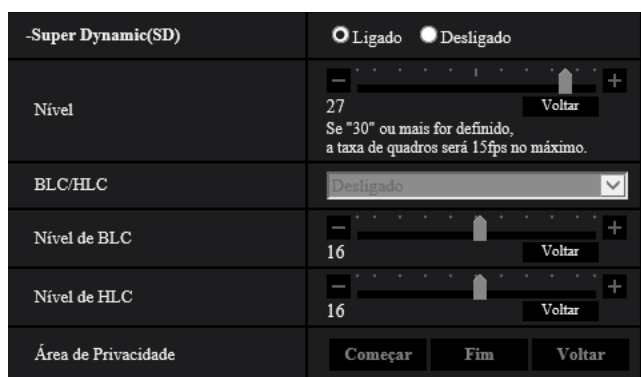 -Super Dynamic(SD)
Ligado Desligado
Nível
27 Voltar
Se "30" ou mais for definido,
a taxa de quadros será 15fps no máximo.
BLC/HLC
Desligado
Nível de BLC
16 Voltar
Nível de HLC
16 Voltar
Área de Privacidade
Começar Fim Voltar